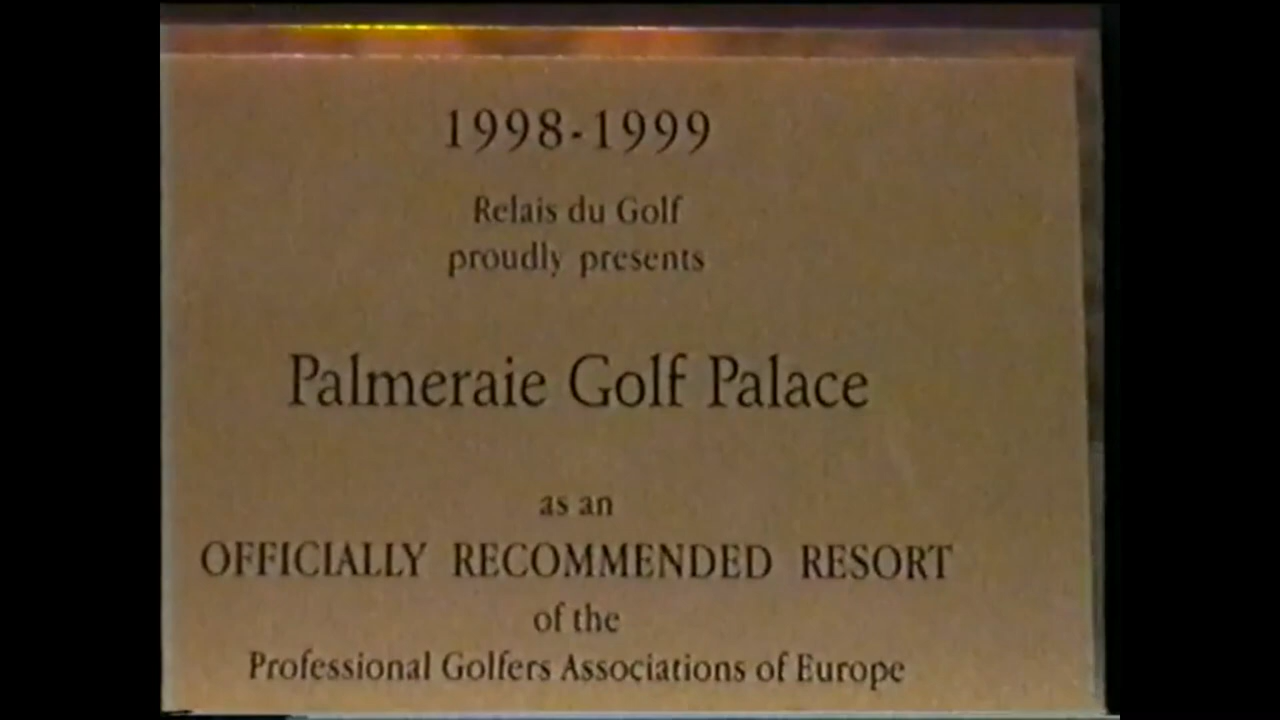 1998-1999
Relais du Golf
proudly presents
Palmeraie Golf Palace
as an
OFFICIALLY RECOMMENDED RESORT
of the
Professional Golfers Associations of Europe